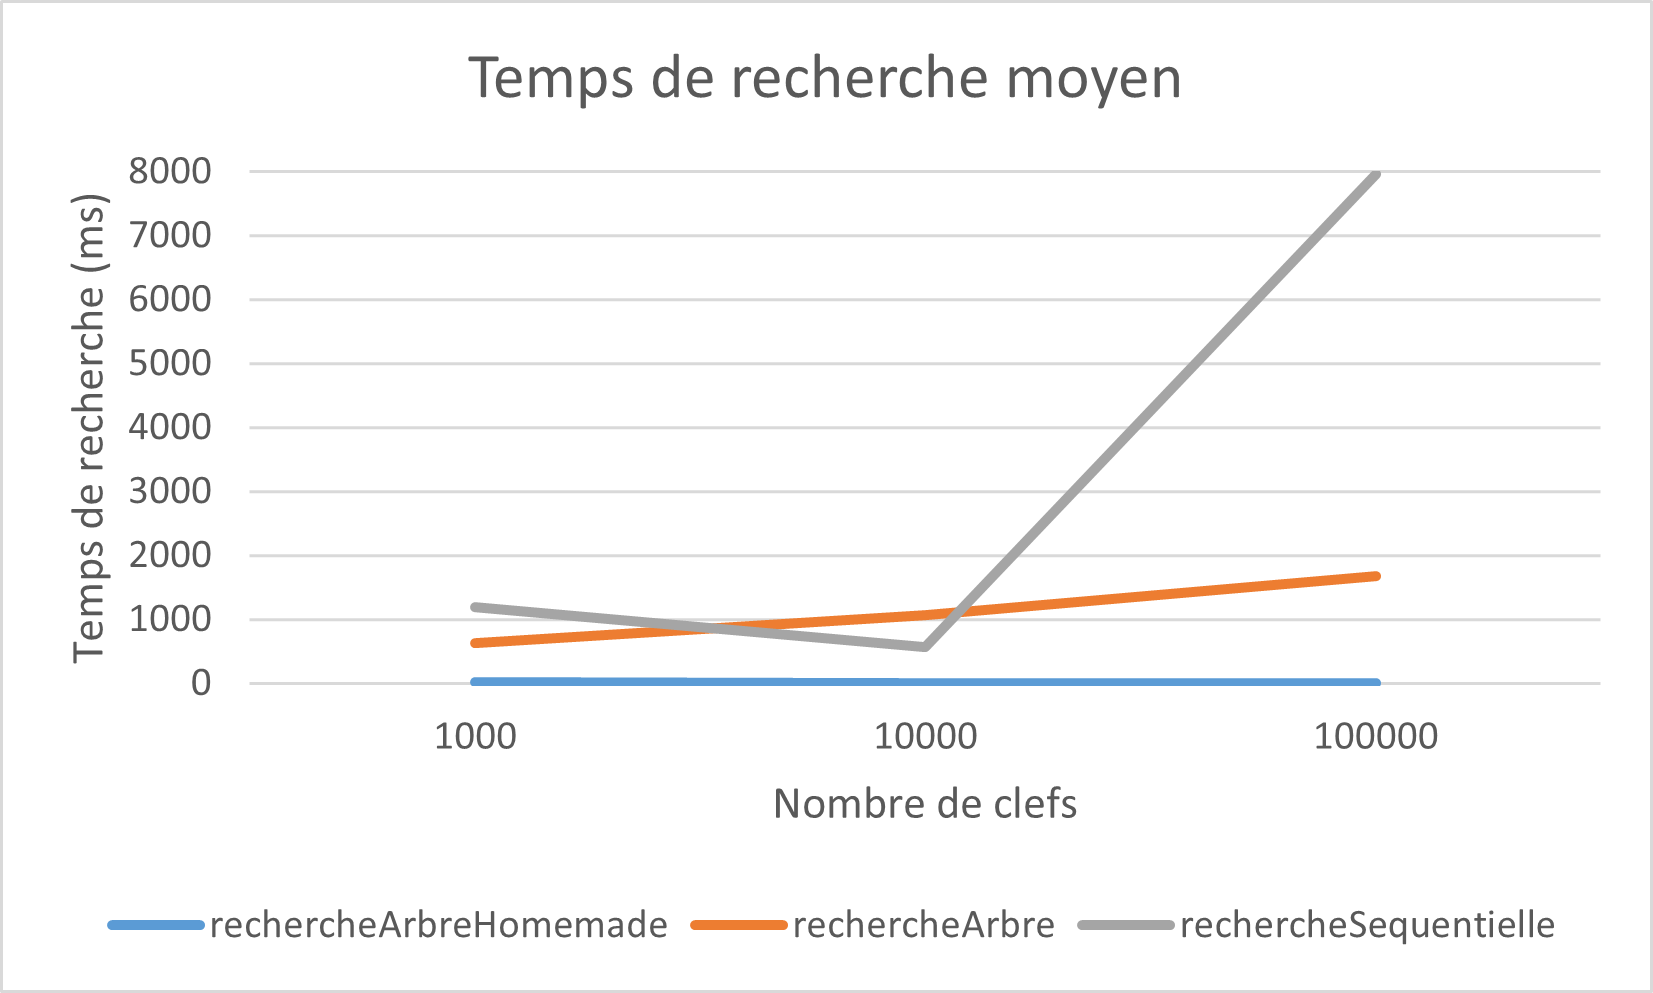 Temps de recherche moyen
Temps de recherche (ms)
8000
7000
6000
5000
4000
3000
2000
1000
0
1000 10000 100000
Nombre de clefs
rechercheArbreHomemade rechercheArbre rechercheSequentielle